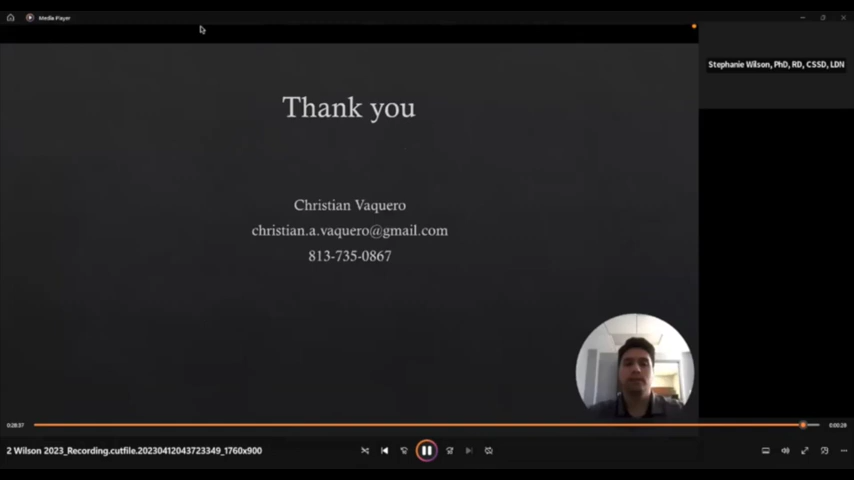 Media Player
Stephanie Wilson, PhD, RD, CSSD, LDN
Thank you
Christian Vaquero
christian.a.vaquero@gmail.com
813-735-0867
0:28:37
0:00:28
2 Wilson 2023_Recording.cutfile.20230412043723349_1760x900